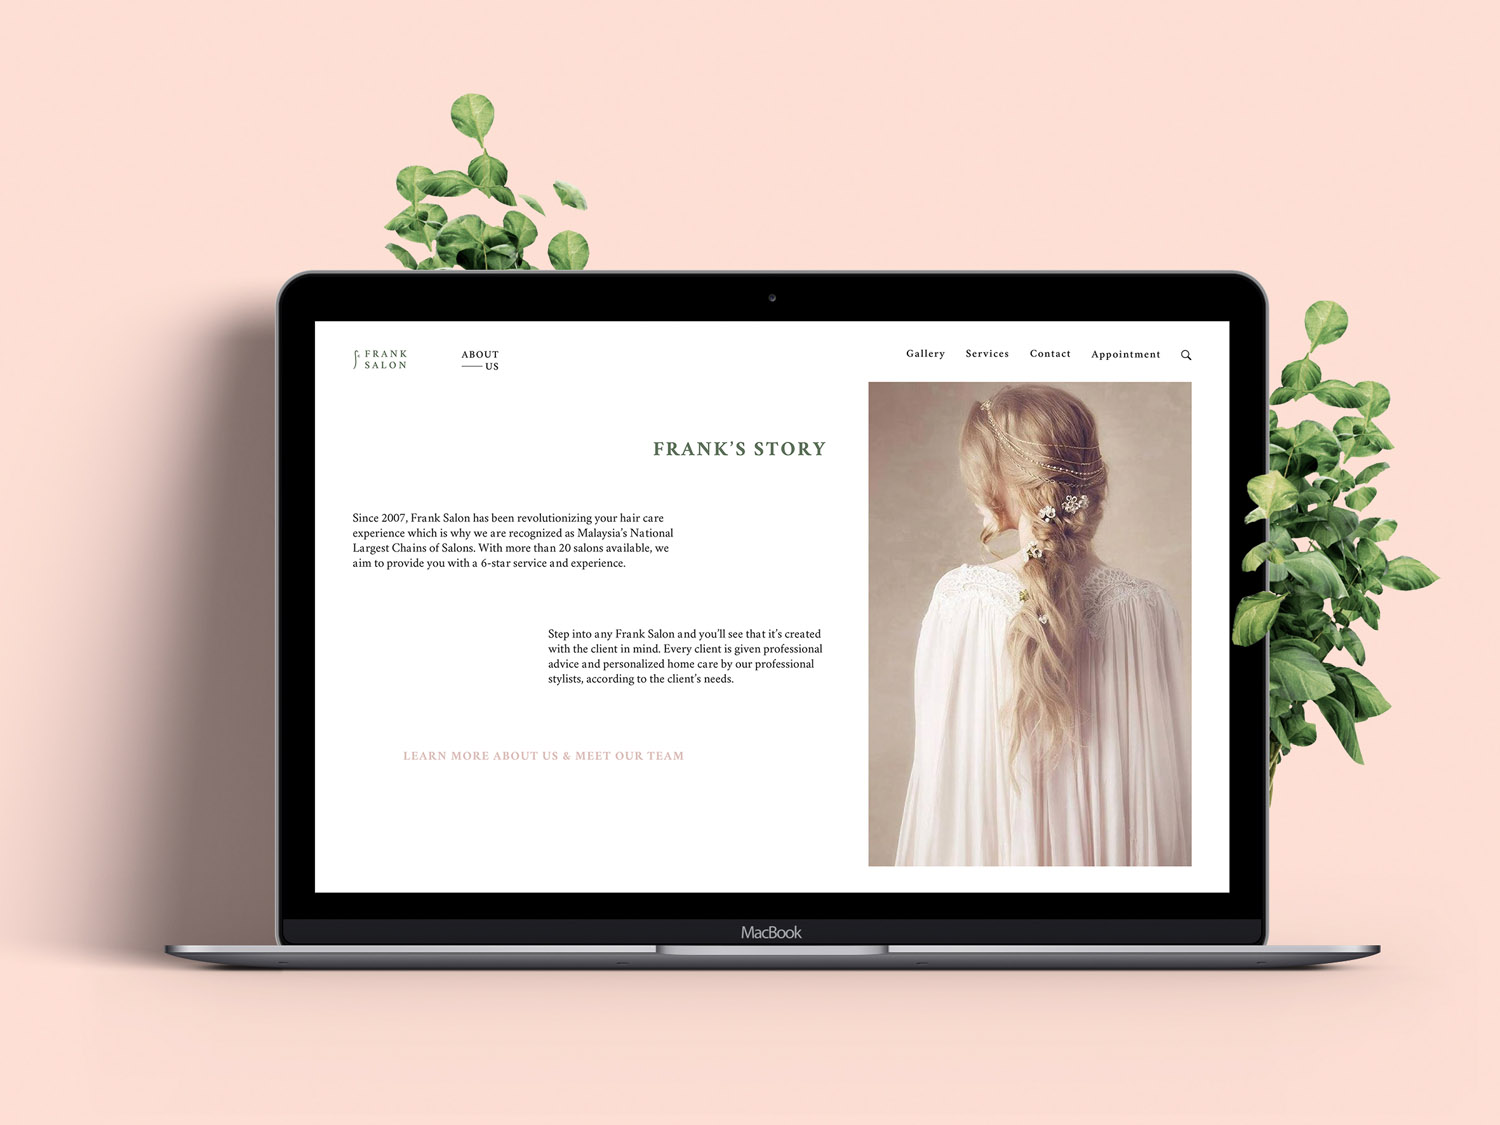 FRANK
SALON
ABOUT
US
Gallery
Services
Contact
Appointment
FRANK’S STORY
Since 2007, Frank Salon has been revolutionizing your hair care
experience which is why we are recognized as Malaysia’s National
Largest Chains of Salons. With more than 20 salons available, we
aim to provide you with a 6-star service and experience.
Step into any Frank Salon and you’ll see that it’s created
with the client in mind. Every client is given professional
advice and personalized home care by our professional
stylists, according to the client’s needs.
LEARN MORE ABOUT US & MEET OUR TEAM
MacBook